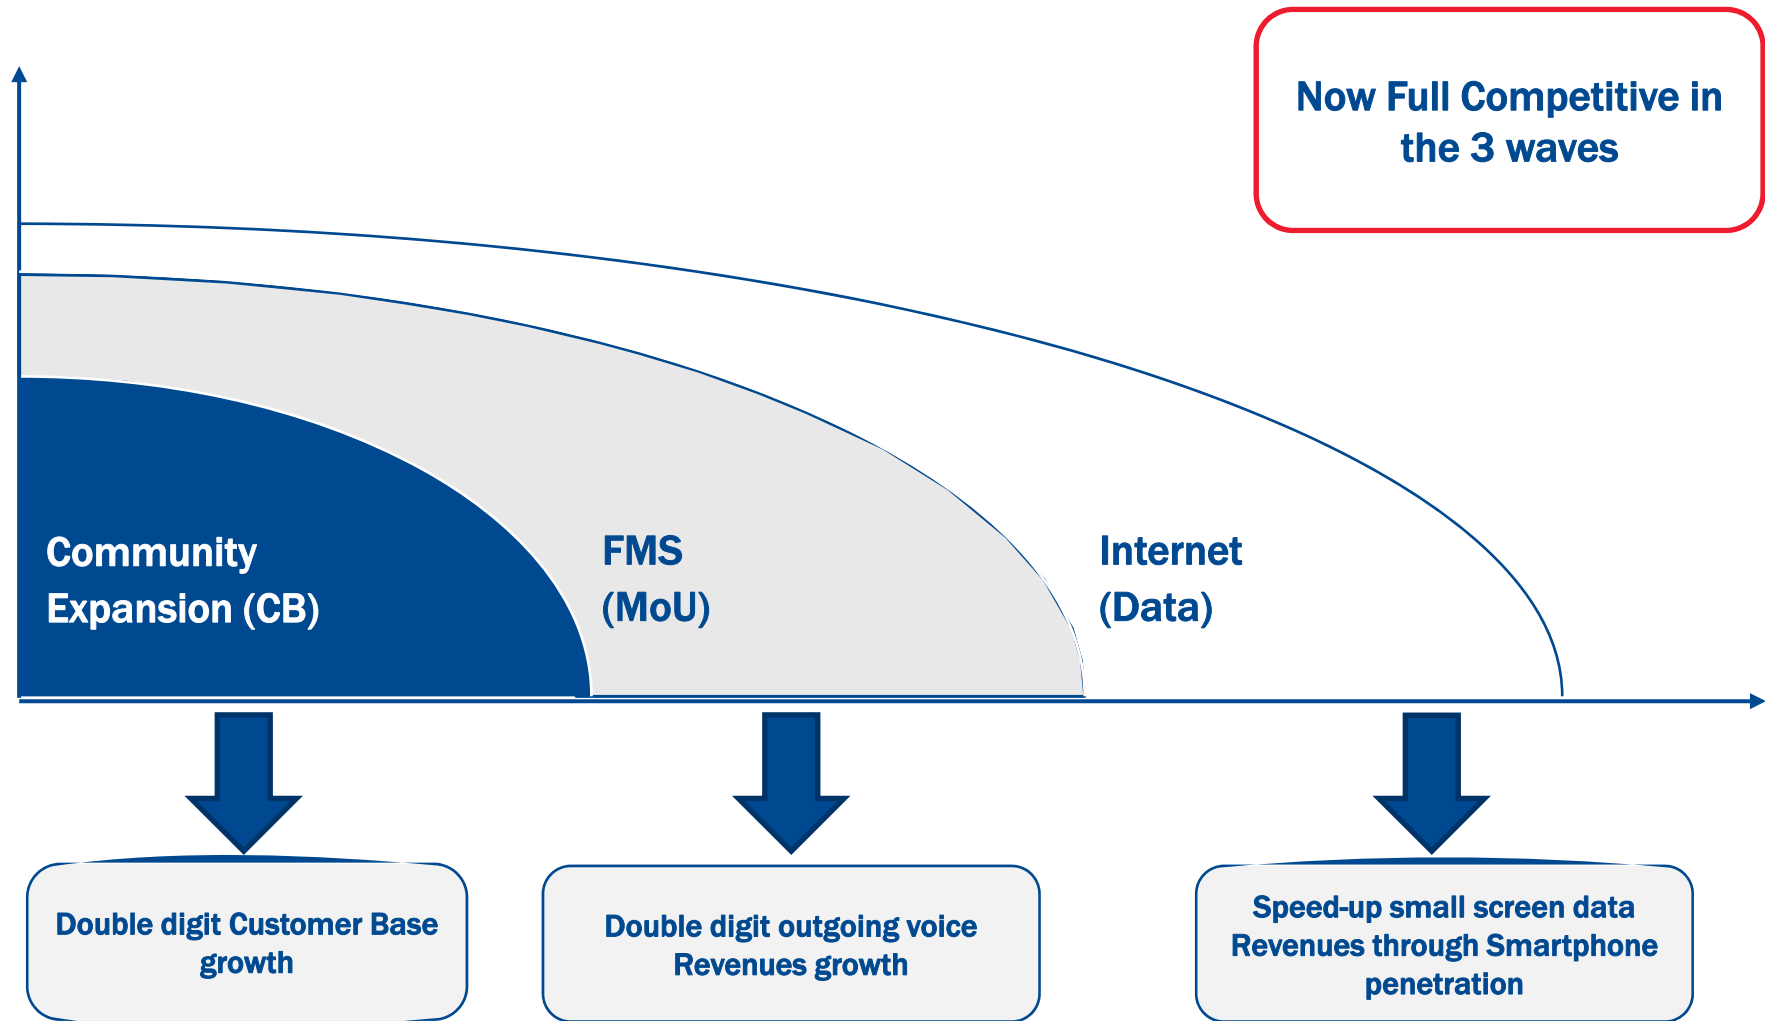 Now Full Competitive in
the 3 waves
Community
Expansion (CB)
FMS
(MoU)
Internet
(Data)
Double digit Customer Base
growth
Double digit outgoing voice
Revenues growth
Speed-up small screen data
Revenues through Smartphone
penetration